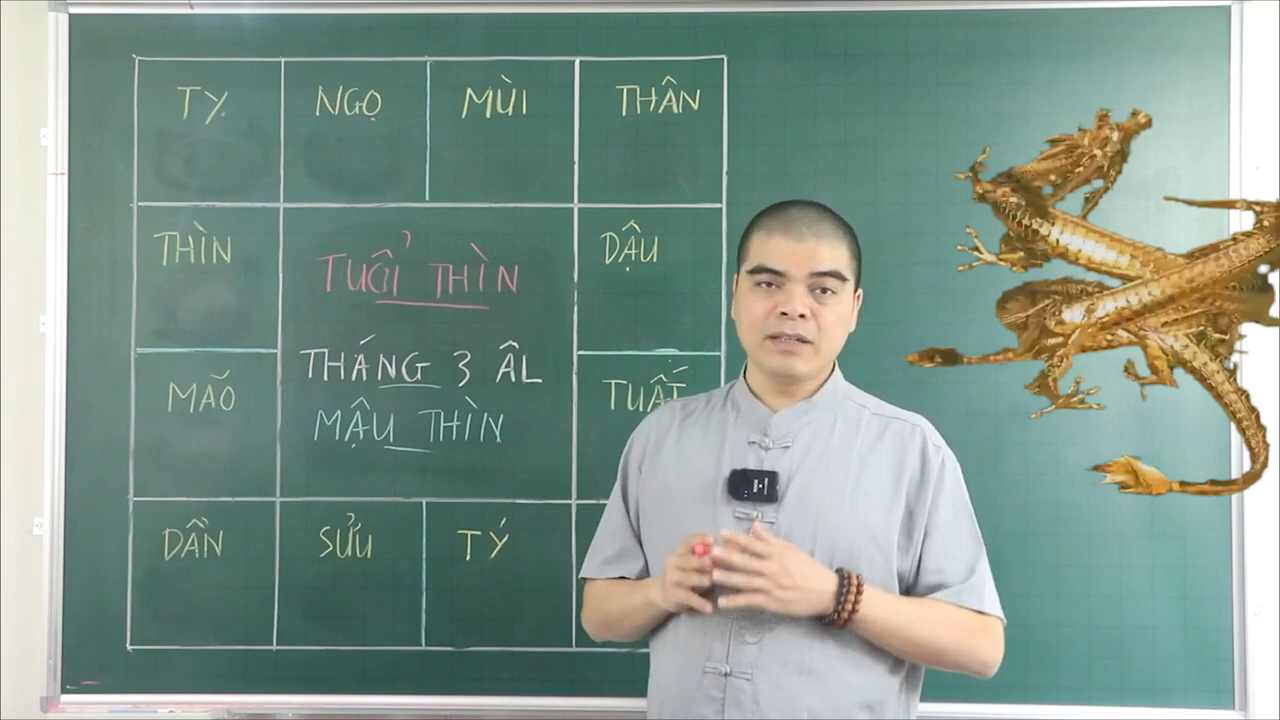 TỴ NGỌ MÙI THÂN
THÌN DẬU
TUỔI THÌN
THÁNG 3 ÂL
MÃO TUẤT
MẬU THÌN
DẦN SỬU TÝ